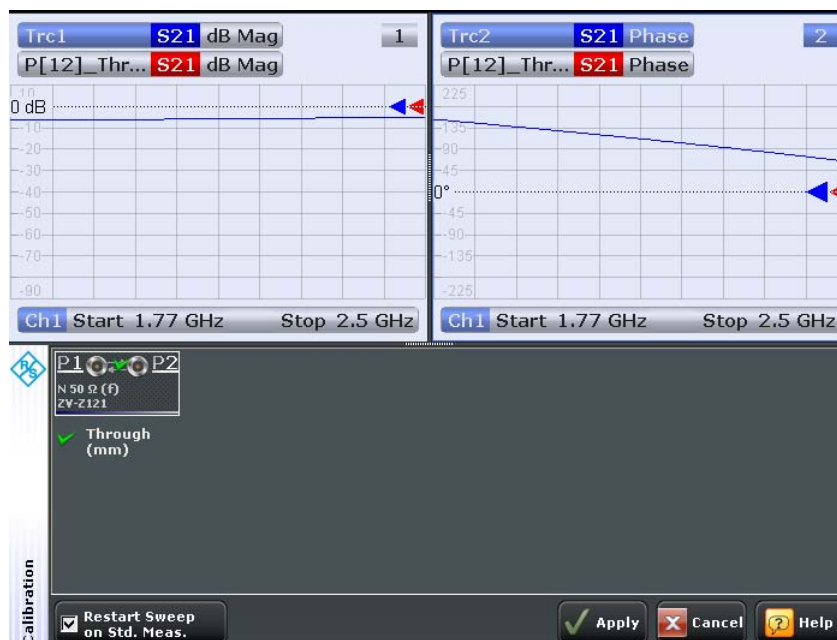 Trc1 S21 dB Mag 1
P[12]_Thr... S21 dB Mag
10
0 dB
-10
-20
-30
-40
-50
-60
-70
-90
Ch1 Start 1.77 GHz Stop 2.5 GHz
Trc2 S21 Phase 2
P[12]_Thr... S21 Phase
225
135
90
45
0°
-45
-90
-135
-225
Ch1 Start 1.77 GHz Stop 2.5 GHz
R&S
P1 P2
N 50 Ω (f)
ZV-Z121
Through
(mm)
Calibration
Restart Sweep
on Std. Meas.
Apply Cancel Help